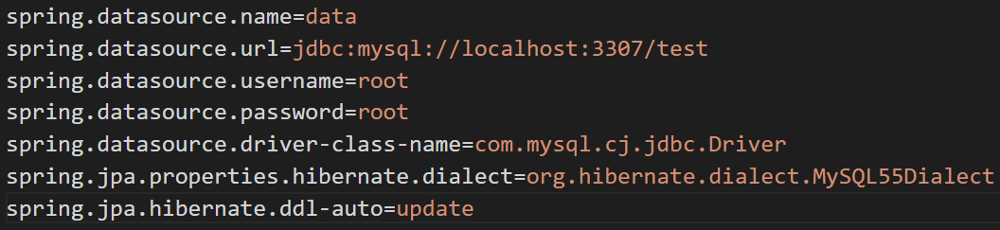 spring.datasource.name=data
spring.datasource.url=jdbc:mysql://localhost:3307/test
spring.datasource.username=root
spring.datasource.password=root
spring.datasource.driver-class-name=com.mysql.cj.jdbc.Driver
spring.jpa.properties.hibernate.dialect=org.hibernate.dialect.MySQL55Dialect
spring.jpa.hibernate.ddl-auto=update